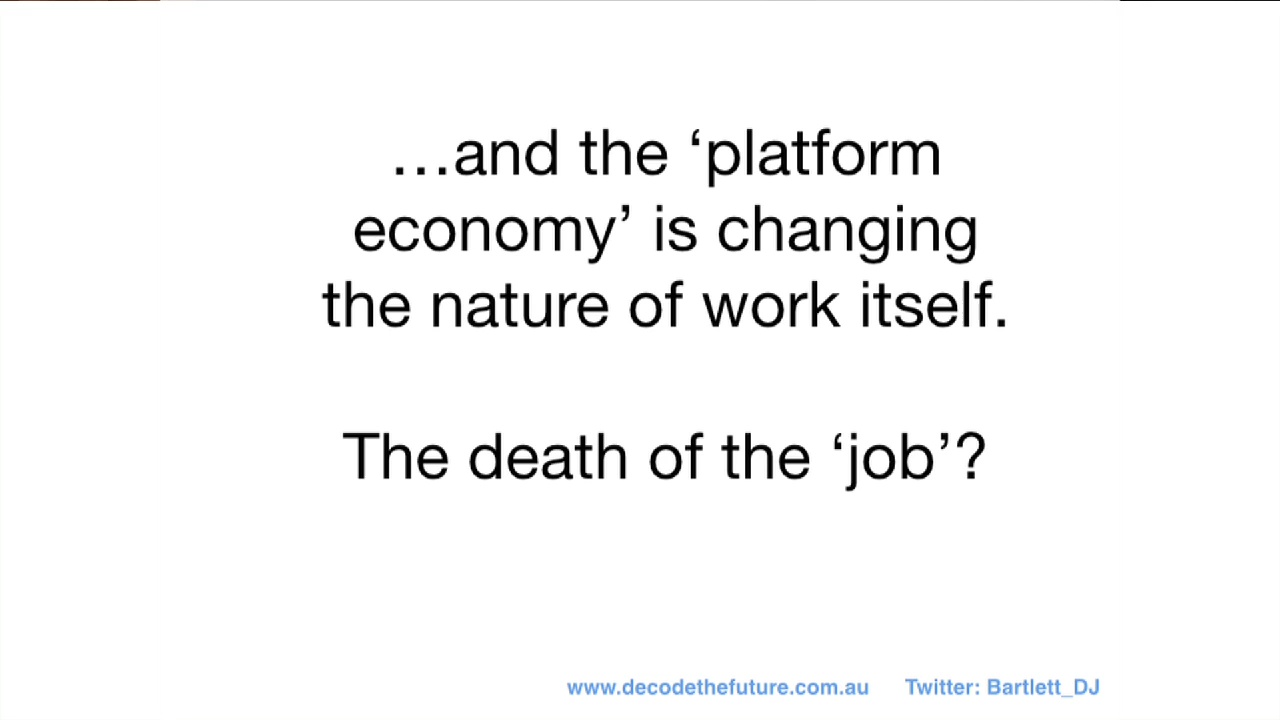 …and the ‘platform
economy’ is changing
the nature of work itself.
The death of the ‘job’?
www.decodethefuture.com.au Twitter: Bartlett_DJ